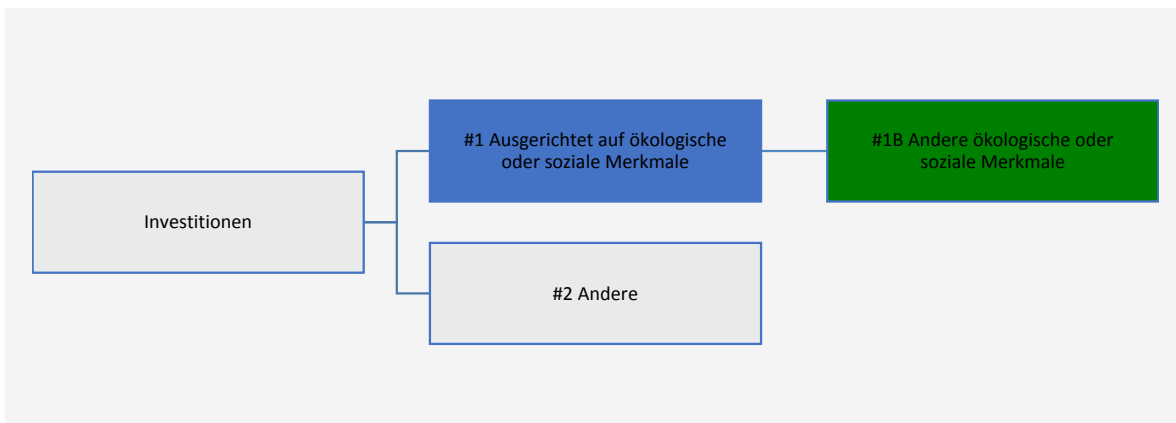 Investitionen
#1 Ausgerichtet auf ökologische
oder soziale Merkmale
#1B Andere ökologische oder
soziale Merkmale
#2 Andere